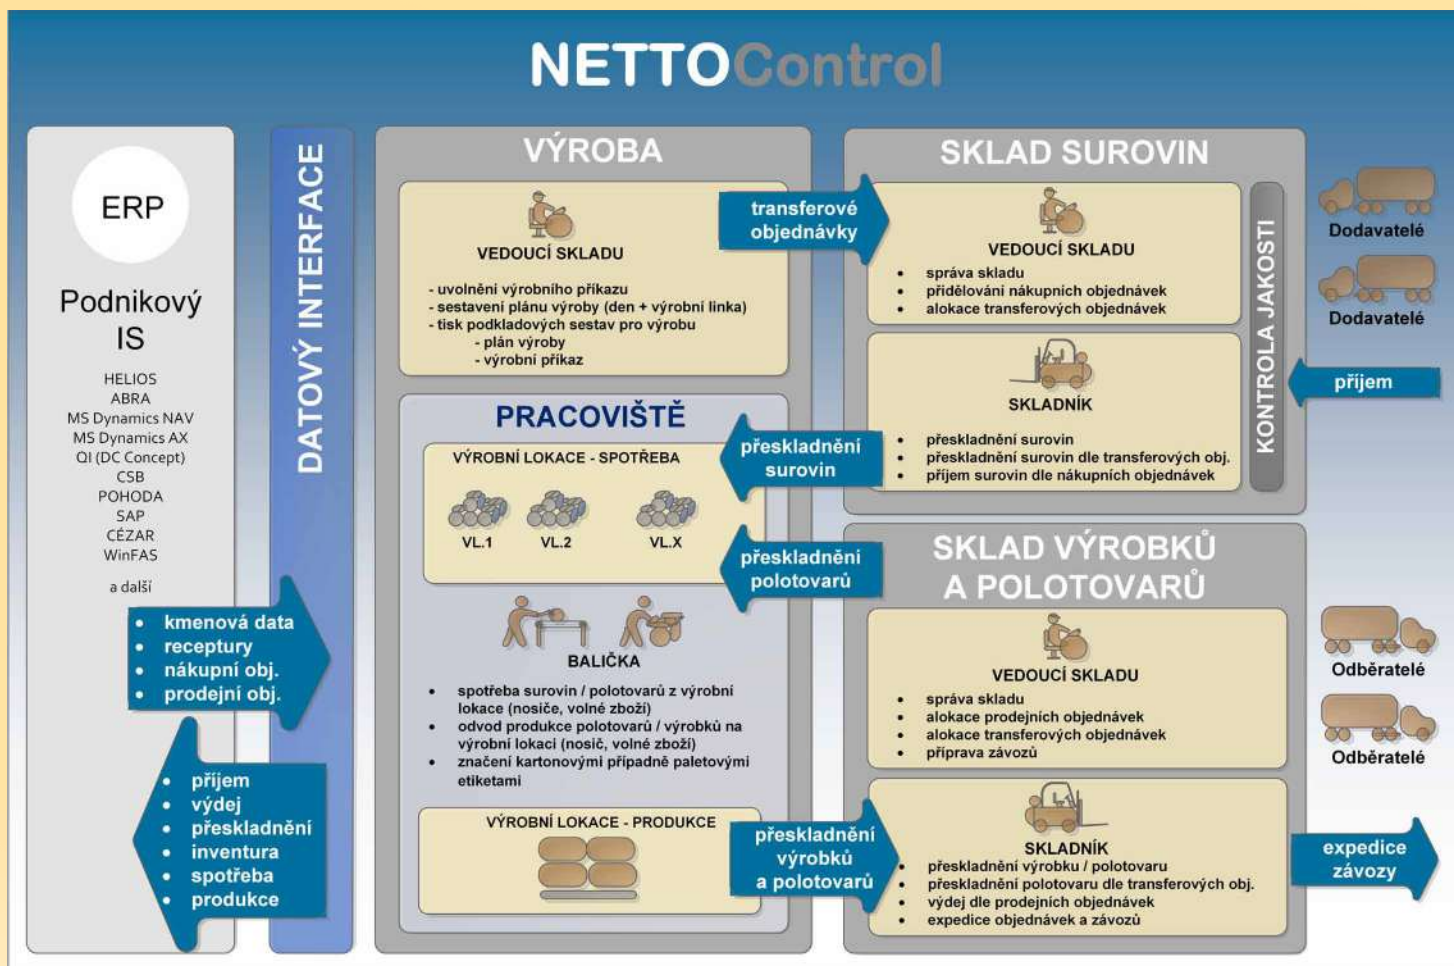 NETTOControl
ERP
Podnikový
IS
HELIOS
ABRA
MS Dynamics NAV
MS Dynamics AX
QI (DC Concept)
CSB
POHODA
SAP
CÉZAR
WinFAS
a další
• kmenová data
• receptury
• nákupní obj.
• prodejní obj.
• příjem
• výdej
• přeskladnění
• inventura
• spotřeba
• produkce
DATOVÝ INTERFACE
VÝROBA
VEDOUCÍ SKLADU
- uvolnění výrobního příkazu
- sestavení plánu výroby (den + výrobní linka)
- tisk podkladových sestav pro výrobu
- plán výroby
- výrobní příkaz
transferové
objednávky
PRACOVIŠTĚ
VÝROBNÍ LOKACE - SPOTŘEBA
VL.1
VL.2
VL.X
přeskladnění
surovin
přeskladnění
polotovarů
BALIČKA
• spotřeba surovin / polotovarů z výrobní
lokace (nosiče, volné zboží)
• odvod produkce polotovarů / výrobků na
výrobní lokaci (nosič, volné zboží)
• značení kartonovými případně paletovými
etiketami
VÝROBNÍ LOKACE - PRODUKCE
přeskladnění
výrobků
a polotovarů
SKLAD SUROVIN
VEDOUCÍ SKLADU
• správa skladu
• přidělování nákupních objednávek
• alokace transferových objednávek
SKLADNÍK
• přeskladnění surovin
• přeskladnění surovin dle transferových obj.
• příjem surovin dle nákupních objednávek
KONTROLA JAKOSTI
Dodavatelé
Dodavatelé
příjem
SKLAD VÝROBKŮ
A POLOTOVARŮ
VEDOUCÍ SKLADU
• správa skladu
• alokace prodejních objednávek
• alokace transferových objednávek
• příprava závozů
SKLADNÍK
• přeskladnění výrobku / polotovaru
• přeskladnění polotovaru dle transferových obj.
• výdej dle prodejních objednávek
• expedice objednávek a závozů
Odběratelé
Odběratelé
expedice
závozy